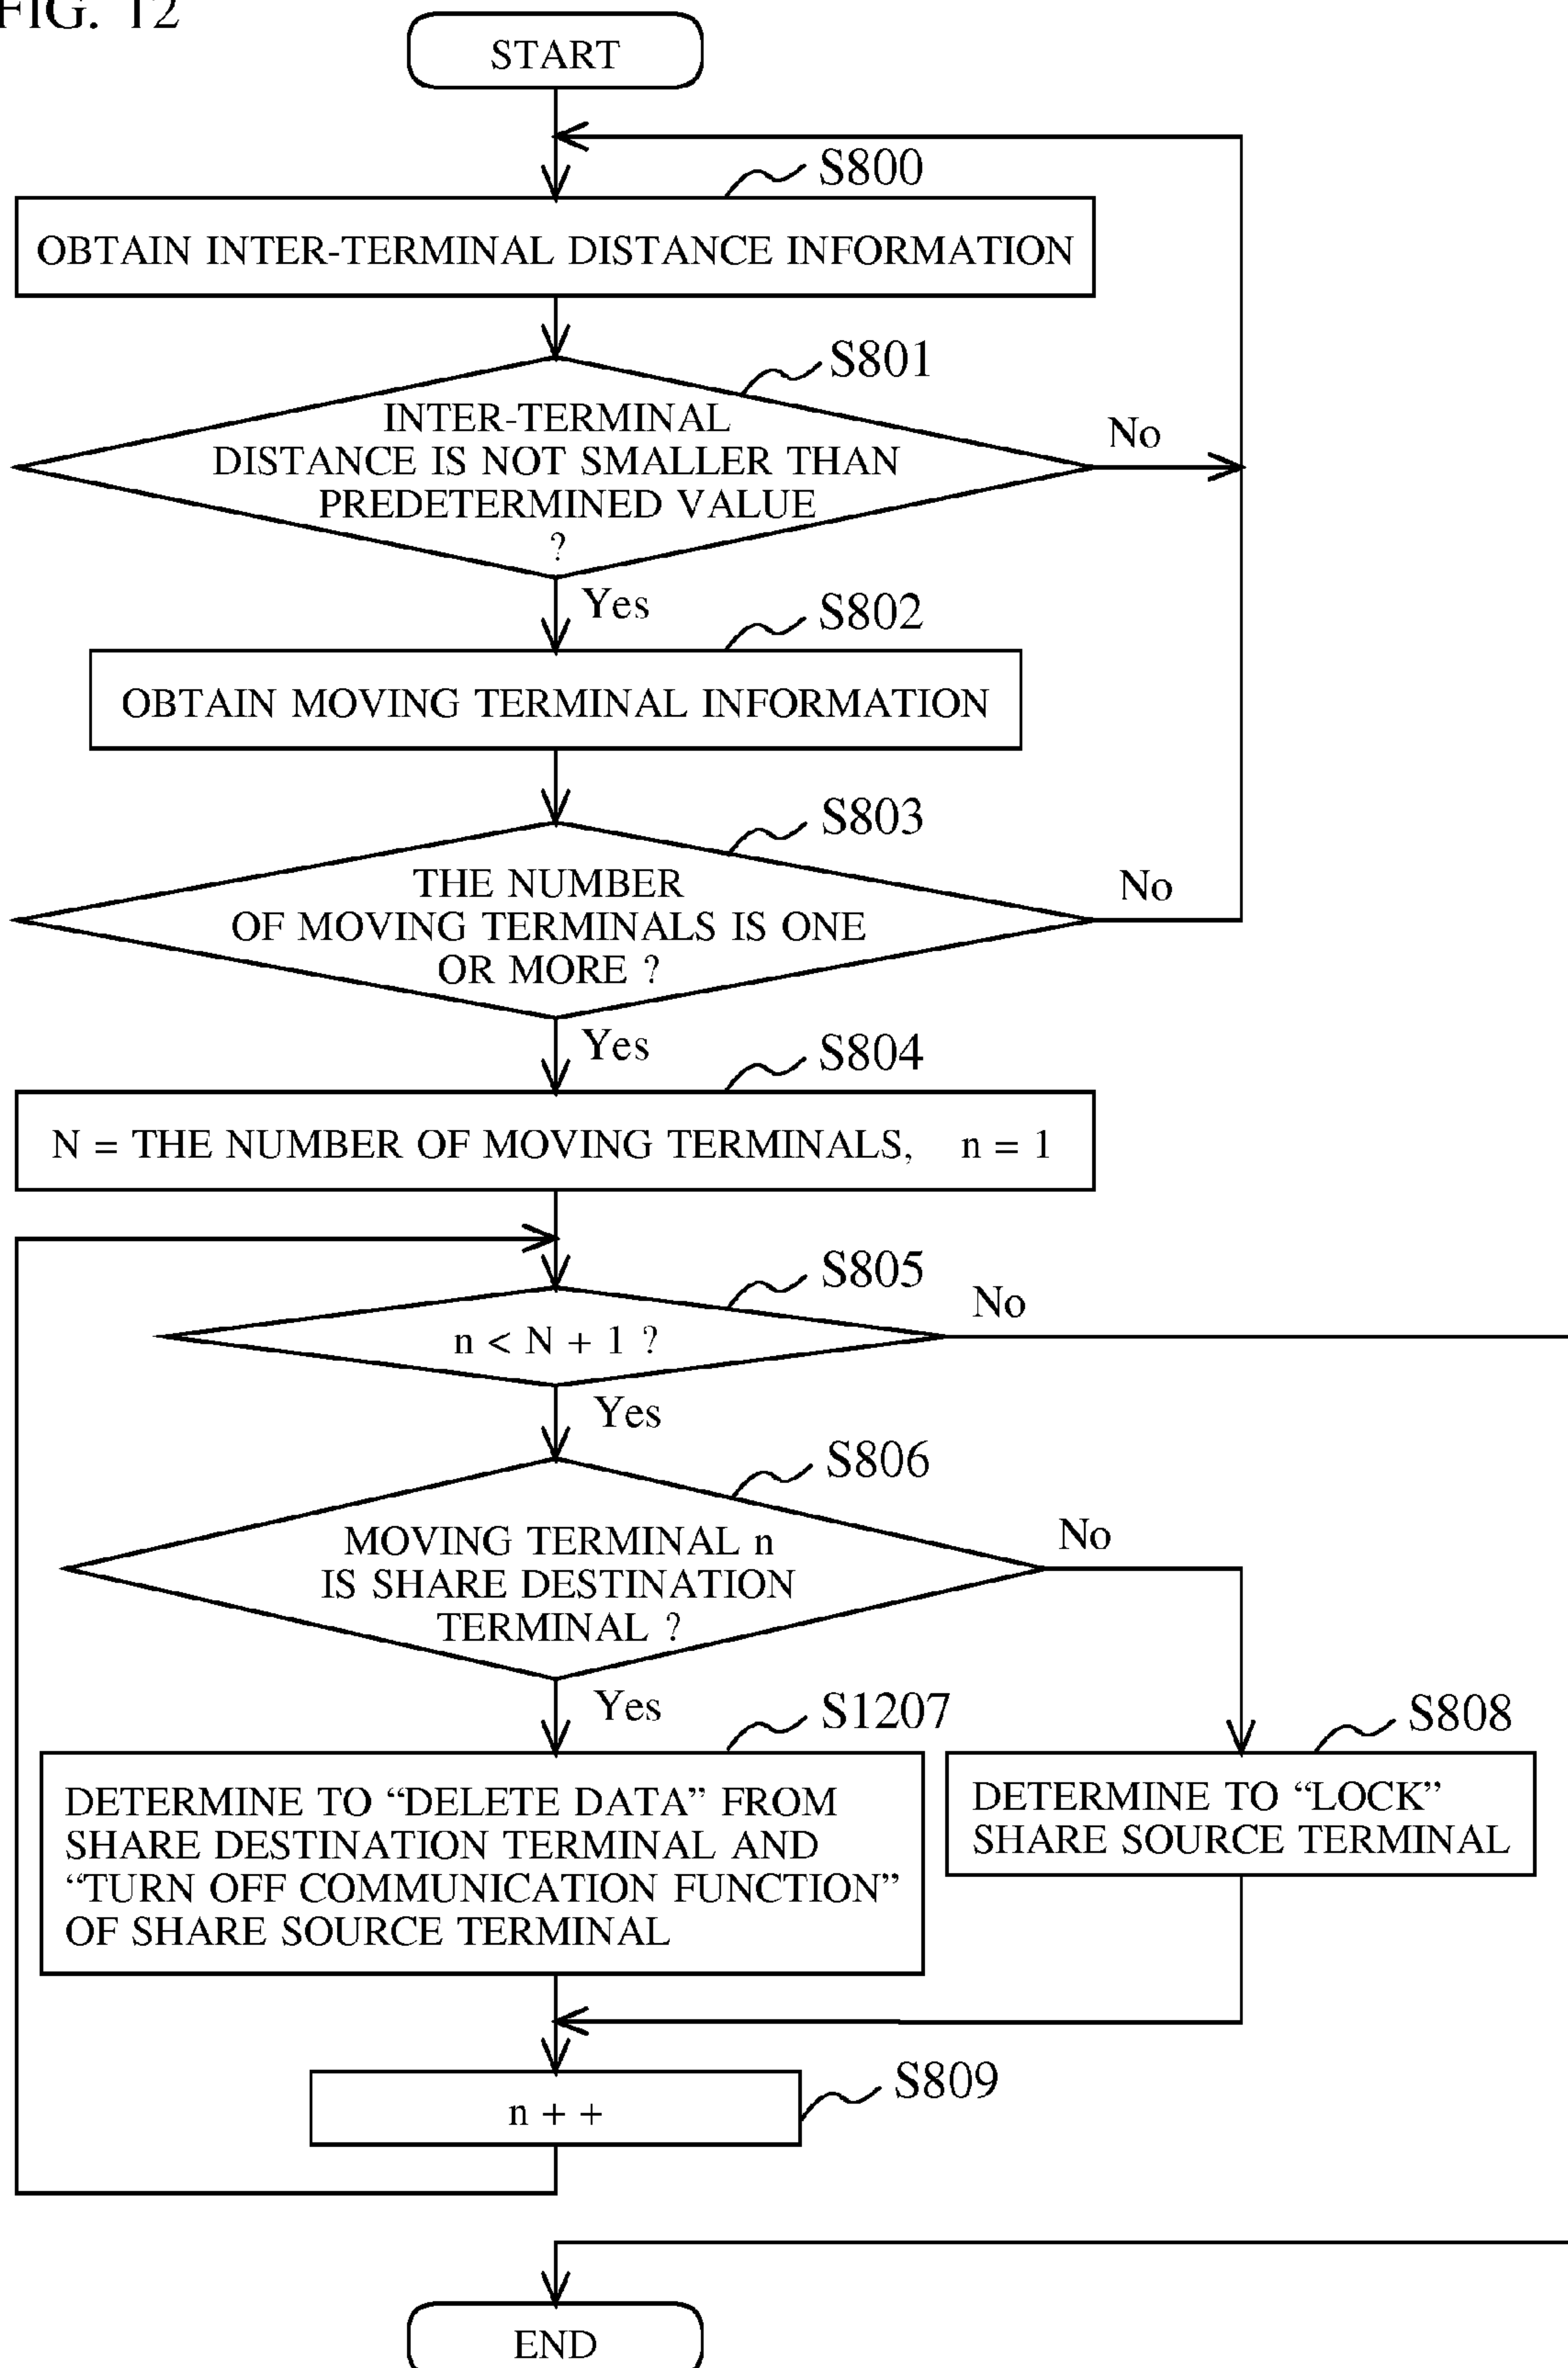 FIG. 12
START
S800
OBTAIN INTER-TERMINAL DISTANCE INFORMATION
S801
INTER-TERMINAL
DISTANCE IS NOT SMALLER THAN
PREDETERMINED VALUE
?
No
Yes
S802
OBTAIN MOVING TERMINAL INFORMATION
S803
THE NUMBER
OF MOVING TERMINALS IS ONE
OR MORE ?
No
Yes
S804
N = THE NUMBER OF MOVING TERMINALS, n = 1
S805
n < N + 1 ?
No
Yes
S806
MOVING TERMINAL n
IS SHARE DESTINATION
TERMINAL ?
No
Yes
S1207
DETERMINE TO “DELETE DATA” FROM
SHARE DESTINATION TERMINAL AND
“TURN OFF COMMUNICATION FUNCTION”
OF SHARE SOURCE TERMINAL
S808
DETERMINE TO “LOCK”
SHARE SOURCE TERMINAL
S809
n + +
END